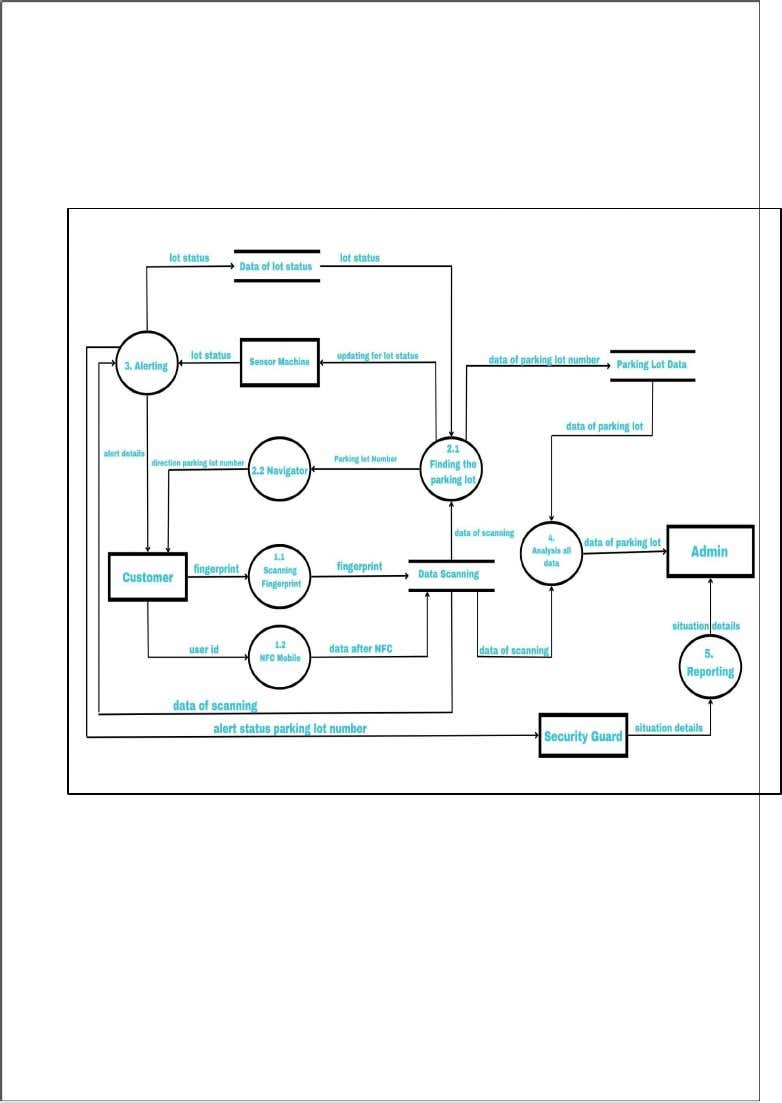 lot status
Data of lot status
lot status
3. Alerting
lot status
Sensor Machine
updating for lot status
data of parking lot number
Parking Lot Data
data of parking lot
alert details
direction parking lot number
2.2 Navigator
Parking lot Number
2.1
Finding the
parking lot
data of scanning
4.
Analysis all
data
data of parking lot
Admin
Customer
fingerprint
1.1
Scanning
Fingerprint
fingerprint
Data Scanning
user id
1.2
NFC Mobile
data after NFC
data of scanning
situation details
5.
Reporting
data of scanning
alert status parking lot number
Security Guard
situation details